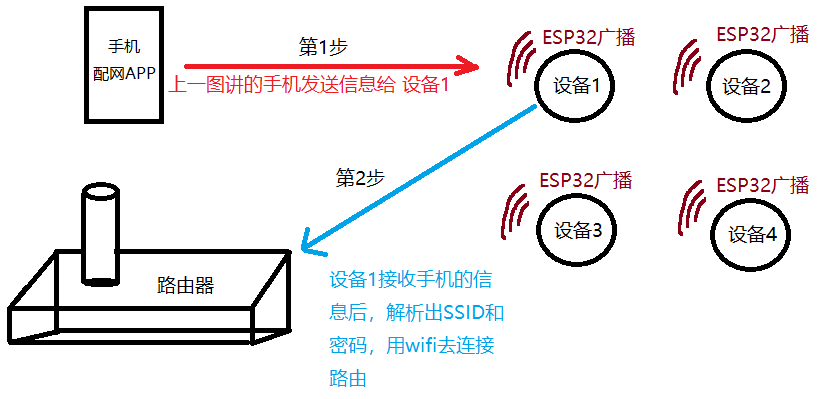 手机
配网APP
第1步
上一图讲的手机发送信息给 设备1
ESP32广播
设备1
ESP32广播
设备2
第2步
ESP32广播
设备3
ESP32广播
设备4
路由器
设备1接收手机的信
息后，解析出SSID和
密码，用wifi去连接
路由